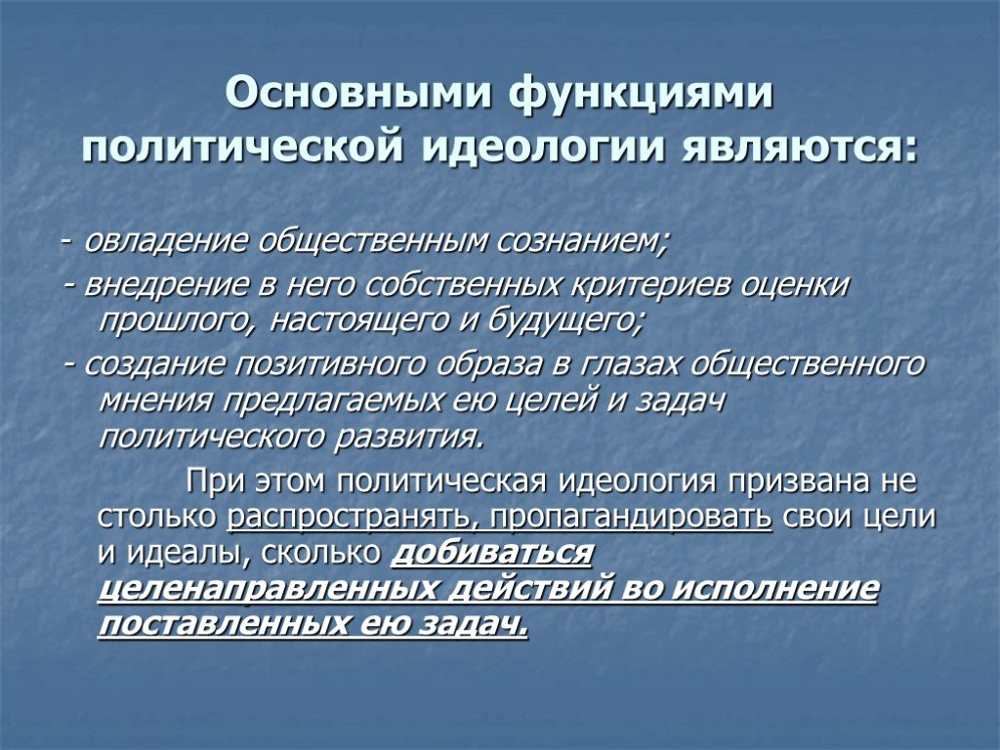 Основными функциями
политической идеологии являются:
- овладение общественным сознанием;
- внедрение в него собственных критериев оценки
прошлого, настоящего и будущего;
- создание позитивного образа в глазах общественного
мнения предлагаемых ею целей и задач
политического развития.
При этом политическая идеология призвана не
столько распространять, пропагандировать свои цели
и идеалы, сколько добиваться
целенаправленных действий во исполнение
поставленных ею задач.